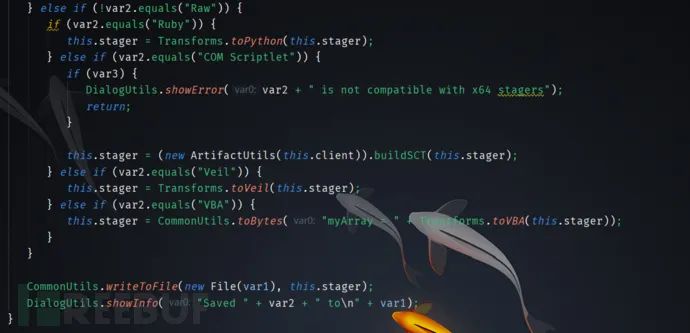 } else if (!var2.equals("Raw")) {
if (var2.equals("Ruby")) {
this.stager = Transforms.toPython(this.stager);
} else if (var2.equals("COM Scriptlet")) {
if (var3) {
DialogUtils.showError( var0: var2 + " is not compatible with x64 stagers");
return;
}
this.stager = (new ArtifactUtils(this.client)).buildSCT(this.stager);
} else if (var2.equals("Veil")) {
this.stager = Transforms.toVeil(this.stager);
} else if (var2.equals("VBA")) {
this.stager = CommonUtils.toBytes( var0: "myArray = " + Transforms.toVBA(this.stager));
}
}
CommonUtils.writeToFile(new File(var1), this.stager);
DialogUtils.showInfo( var0: "Saved " + var2 + " to\n" + var1);
}
REEBUF